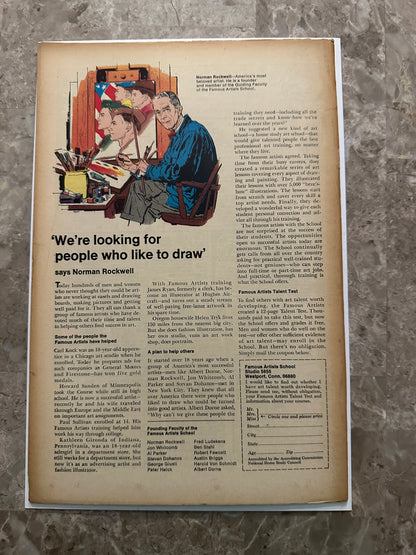 Norman Rockwell—America's most
beloved artist. He is a founder
and member of the Guiding Faculty
of the Famous Artists School.
We're looking for
people who like to draw'
says Norman Rockwell
Today hundreds of men and women
who never thought they could be art-
ists are working at easels and drawing
boards, making pictures and getting
well paid for it. They all use the com-
pany of famous artists who have de-
voted much of their time and talent
to helping others find success in art.
Some of the people the
Famous Artists have helped
Carl Kock was an 18-year-old appren-
tice in a Chicago art studio when he
enrolled. Today he prepares ads for
such companies as General Motors
and Firestone—has won five gold
medals.
Howard Sanden of Minneapolis
took the Course while still in high
school. He is now a successful artist—
recently he and his wife traveled
through Europe and the Middle East
on important art assignments.
Paul Sullivan enrolled at 14. His
Famous Artists training helped him
work his way through college.
Kathleen Gironda of Indiana,
Pennsylvania, was an 18-year-old
salesgirl in a department store. She
still works for a department store, but
now it's as an advertising artist and
fashion illustrator.
With Famous Artists training
James Ryan, formerly a clerk, has be-
come an Illustrator at Hughes Air-
craft—and turns out a steady stream
of well-paying free-lance artwork in
his spare time.
Oregon housewife Helen Tryk lives
150 miles from the nearest big city.
But she does fashion illustration, has
her own studio, runs an art work
shop, does portraits.
A plan to help others
It started over 18 years ago when a
group of America's most successful
artists—men like Albert Dorne, Nor-
man Rockwell, Jon Whitcomb, Al
Parker and Stevan Dohanos—met in
New York City. They knew that all
over America there were people who
liked to draw who could be turned
into good artists. Albert Dorne asked,
"Why can't we give these people the
Founding Faculty of the
Famous Artists School
Norman Rockwell
Jon Whitcomb
Al Parker
Stevan Dohanos
George Giusti
Peter Helck
Fred Ludekens
Ben Stahl
Robert Fawcett
Austin Briggs
Harold Von Schmidt
Albert Dorne
training they need—including all the
trade secrets and know-how we've
learned over the years?"
He suggested a new kind of art
school—a home study art school—that
would give talented people the best
professional art training, no matter
where they live.
The famous artists agreed. Taking
time from their busy careers, they
created a remarkable series of art
lessons covering every aspect of draw-
ing and painting. They illustrated
their lessons with over 5,000 "here's-
how" illustrations. The lessons start
from scratch and cover every skill a
top artist needs. Finally, they de-
veloped a wonderful way to give each
student personal correction and ad-
vice all through his training.
The famous artists with the School
are not surprised at the success of
their students. The opportunities
open to successful artists today are
enormous. The School continually
gets calls from all over the country
asking for practical well-trained stu-
dents—not geniuses—who can step
into full-time or part-time art jobs.
And practical, thorough training is
what the School offers.
Famous Artists Talent Test
To find others with art talent worth
developing, the Famous Artists
created a 12-page Talent Test. Thou-
sands paid to take this test, but now
the School offers and grades it free.
Men and women who do well on the
test—or offer other sufficient evidence
of art talent—may enroll in the
School. But there's no obligation.
Simply mail the coupon below.
Famous Artists School
Studio 5655
Westport, Conn. 06880
I would like to find out whether I
have art talent worth developing.
Please send me, without obligation,
your Famous Artists Talent Test and
information about your courses.
Mr.
Mrs.
Miss
Circle one and please print
Street
City
State
Zip
Accredited by the Accrediting Commission
National Home Study Council